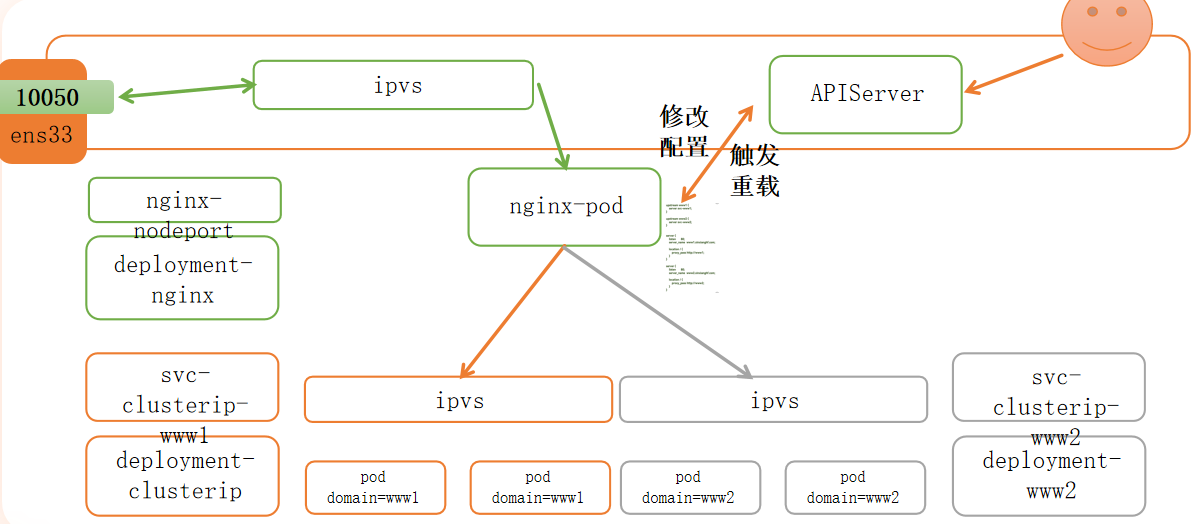 10050
ens33
ipvs
APIServer
修改
配置
触发
重载
nginx-
nodeport
nginx-pod
deployment-
nginx
svc-
clusterip-
www1
ipvs
ipvs
svc-
clusterip-
www2
deployment-
clusterip
pod
domain=www1
pod
domain=www1
pod
domain=www2
pod
domain=www2
deployment-
www2